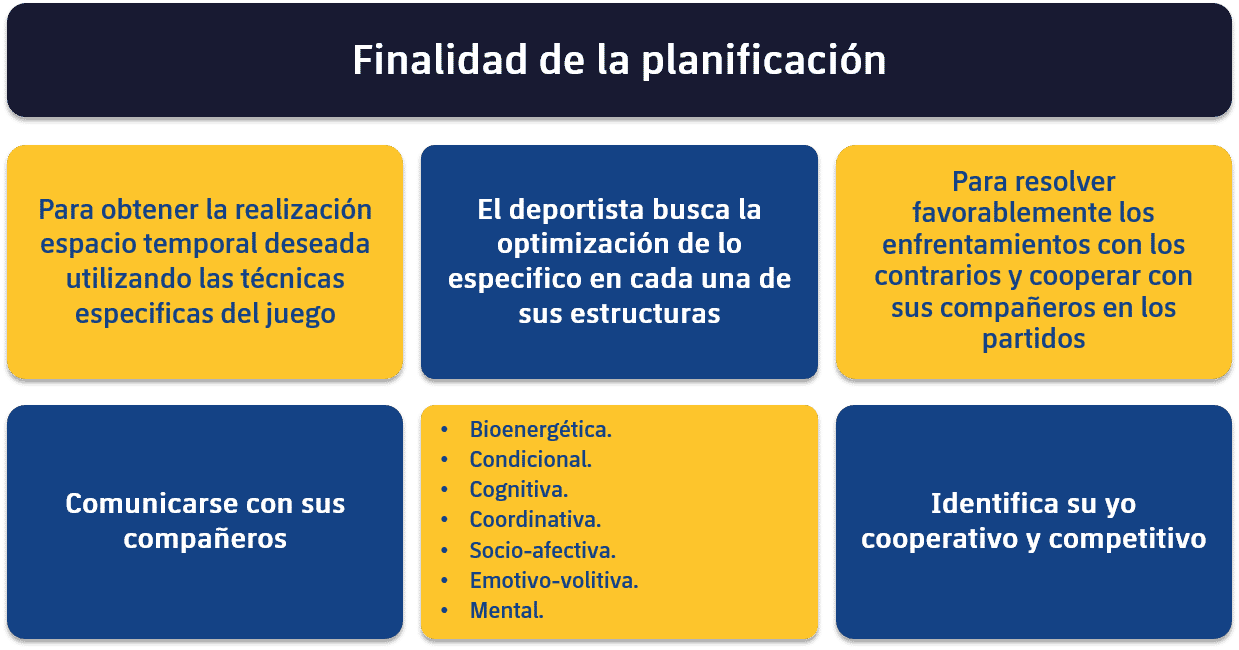 Finalidad de la planificación
Para obtener la realización
espacio temporal deseada
utilizando las técnicas
especificas del juego
El deportista busca la
optimización de lo
especifico en cada una de
sus estructuras
Para resolver
favorablemente los
enfrentamientos con los
contrarios y cooperar con
sus compañeros en los
partidos
Comunicarse con sus
compañeros
• Bioenergética.
• Condicional.
• Cognitiva.
• Coordinativa.
• Socio-afectiva.
• Emotivo-volitiva.
• Mental.
Identifica su yo
cooperativo y competitivo